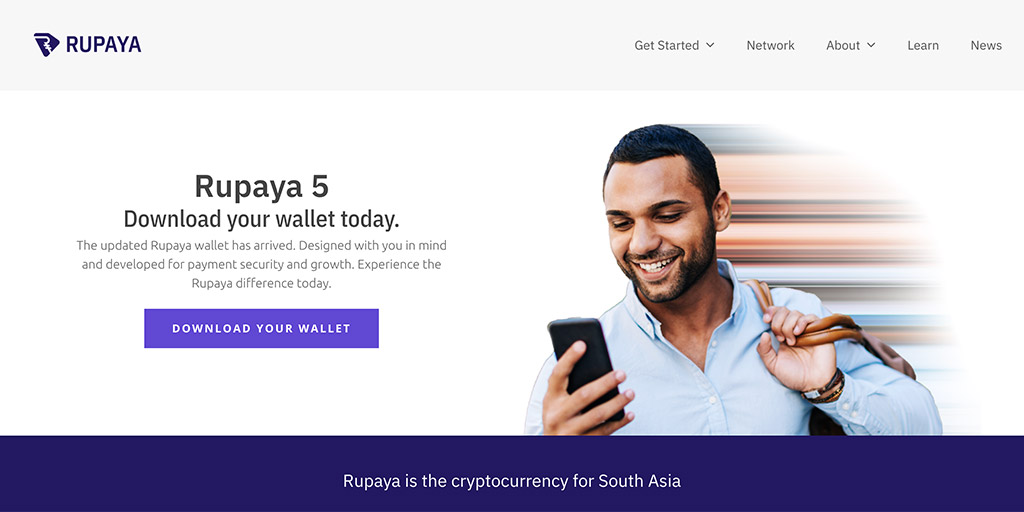 RUPAYA
Get Started
Network
About
Learn
News
Rupaya 5
Download your wallet today.
The updated Rupaya wallet has arrived. Designed with you in mind
and developed for payment security and growth. Experience the
Rupaya difference today.
DOWNLOAD YOUR WALLET
Rupaya is the cryptocurrency for South Asia